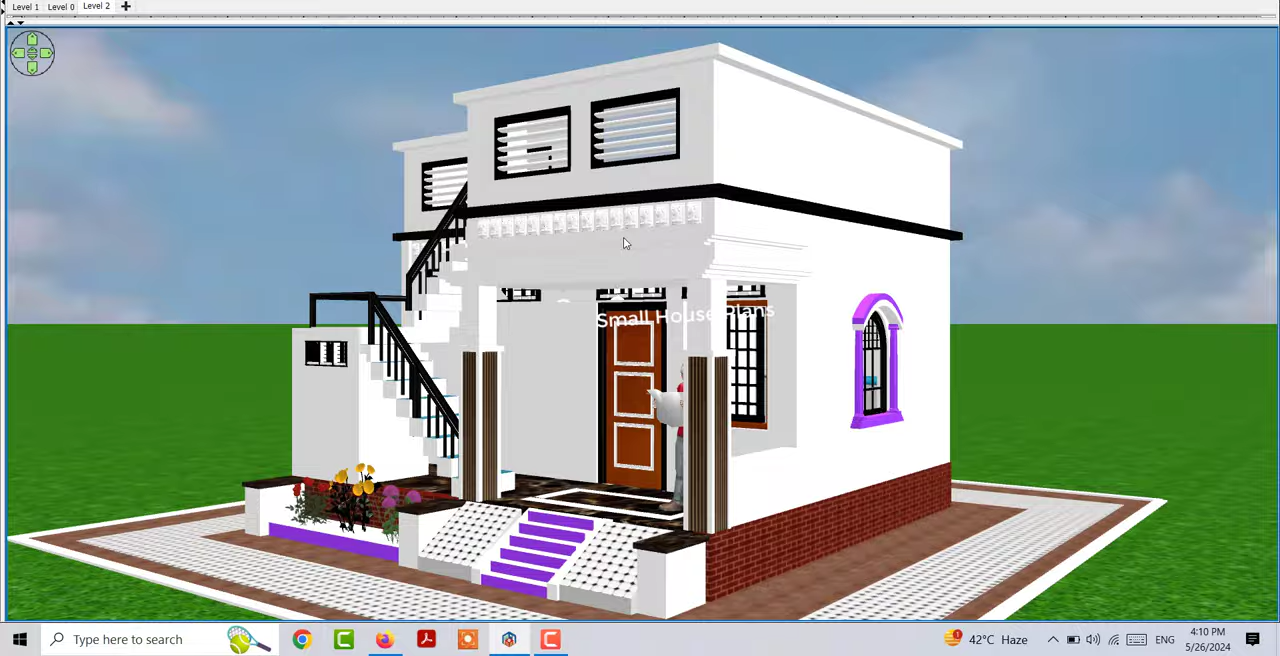 Level 1 Level 0 Level 2
Small House Plans
Type here to search
42°C Haze
ENG
4:10 PM
5/26/2024